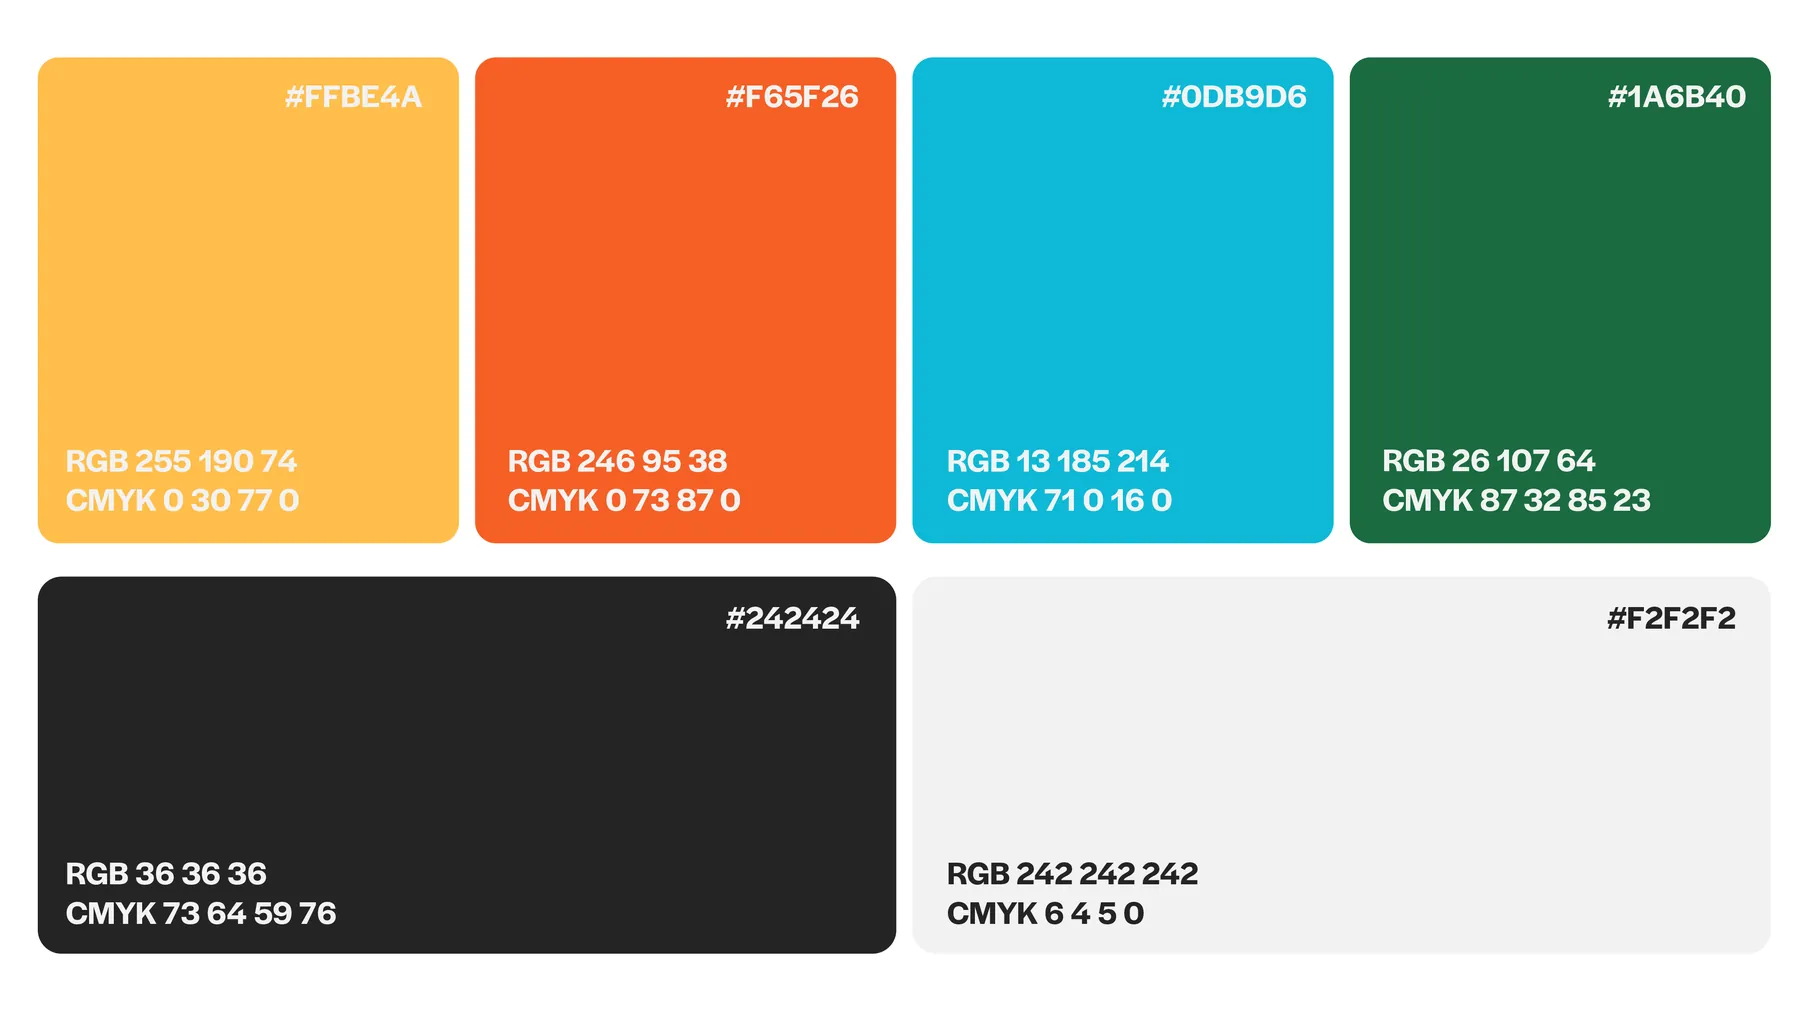 #FFBE4A
RGB 255 190 74
CMYK 0 30 77 0
#F65F26
RGB 246 95 38
CMYK 0 73 87 0
#0DB9D6
RGB 13 185 214
CMYK 71 0 16 0
#1A6B40
RGB 26 107 64
CMYK 87 32 85 23
#242424
RGB 36 36 36
CMYK 73 64 59 76
#F2F2F2
RGB 242 242 242
CMYK 6 4 5 0